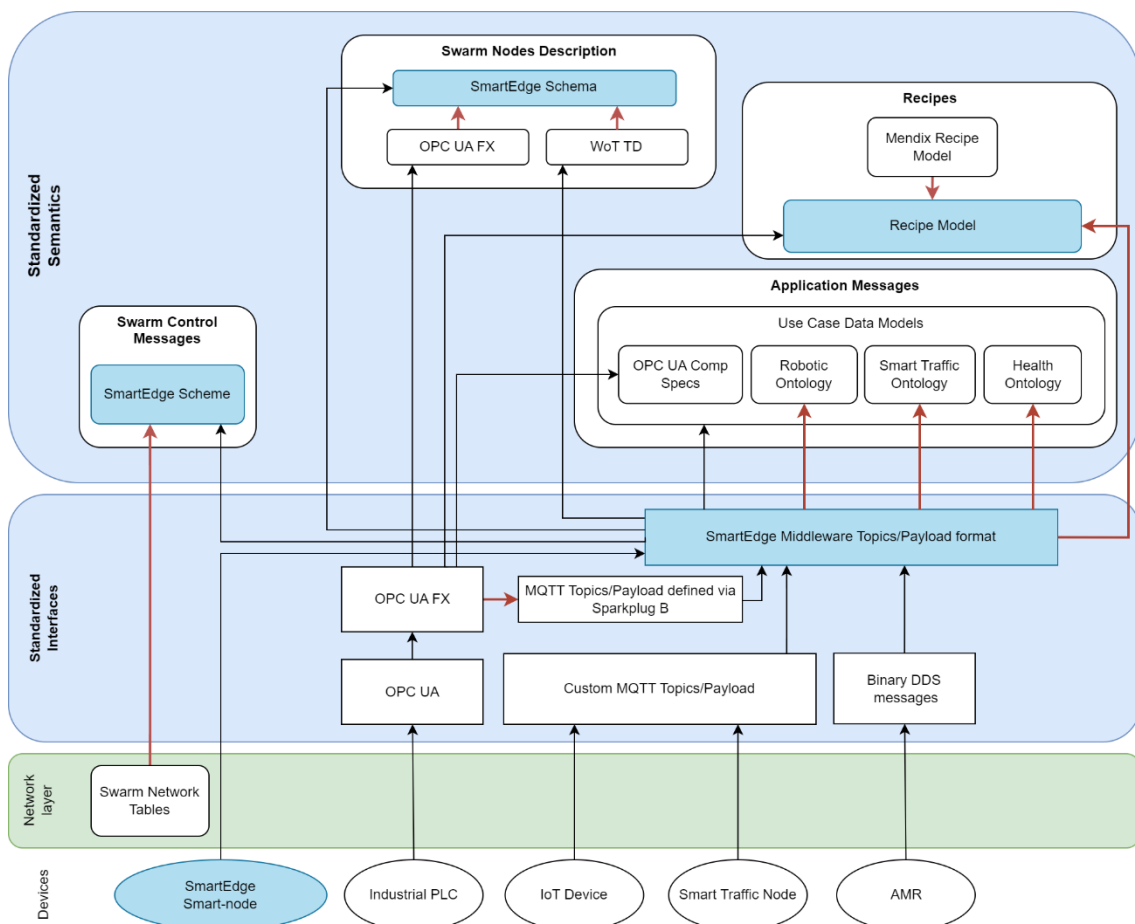 Swarm Nodes Description
SmartEdge Schema
OPC UA FX
WoT TD
Recipes
Mendix Recipe
Model
Recipe Model
Standardized
Semantics
Application Messages
Use Case Data Models
OPC UA Comp
Specs
Robotic
Ontology
Smart Traffic
Ontology
Health
Ontology
Swarm Control
Messages
SmartEdge Scheme
Standardized
Interfaces
SmartEdge Middleware Topics/Payload format
OPC UA FX
MQTT Topics/Payload defined via
Sparkplug B
OPC UA
Custom MQTT Topics/Payload
Binary DDS
messages
Network
layer
Swarm Network
Tables
Devices
SmartEdge
Smart-node
Industrial PLC
IoT Device
Smart Traffic Node
AMR